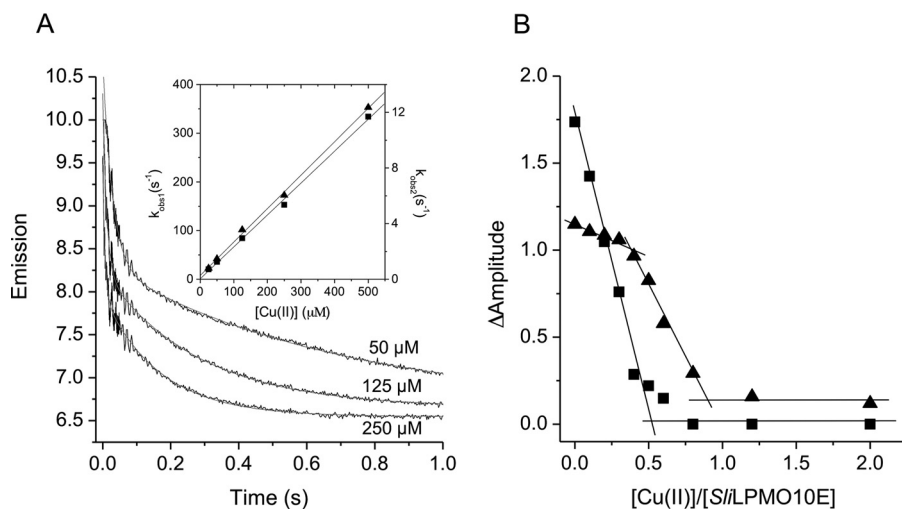 A
B
10.5
10.0
9.5
9.0
8.5
8.0
7.5
7.0
6.5
Emission
0.0 0.2 0.4 0.6 0.8 1.0
Time (s)
50 µM
125 µM
250 µM
400
350
300
200
100
0
k_obs1(s⁻¹)
12
8
4
0
k_obs2(s⁻¹)
0 100 200 300 400 500
[Cu(II)] (µM)
2.0
1.5
1.0
0.5
0.0
ΔAmplitude
0.0 0.5 1.0 1.5 2.0
[Cu(II)]/[SliLPMO10E]